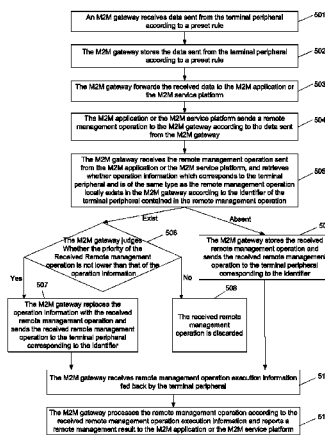 An M2M gateway receives data sent from the terminal peripheral
according to a preset rule
501
The M2M gateway stores the data sent from the terminal peripheral
according to a preset rule
502
The M2M gateway forwards the received data to the M2M application or
the M2M service platform
503
The M2M application or the M2M service platform sends a remote
management operation to the M2M gateway according to the data sent
from the M2M gateway
504
The M2M gateway receives the remote management operation sent
from the M2M application or the M2M service platform, and retrieves
whether operation information which corresponds to the terminal
peripheral and is of the same type as the remote management operation
locally exists in the M2M gateway according to the identifier of the
terminal peripheral contained in the remote management operation
505
Exist
Absent
506
The M2M gateway judges
Whether the priority of the
Received Remote management
operation is not lower than that of the
operation information
The M2M gateway stores the received
remote management operation and
sends the received remote management
operation to the terminal peripheral
corresponding to the identifier
Yes
No
507
The M2M gateway replaces the
operation information with the received
remote management operation and
sends the received remote management
operation to the terminal peripheral
corresponding to the identifier
508
The received remote
management
operation is discarded
The M2M gateway receives remote management operation execution information
fed back by the terminal peripheral
The M2M gateway processes the remote management operation according to the
received remote management operation execution information and reports a
remote management result to the M2M application or the M2M service platform